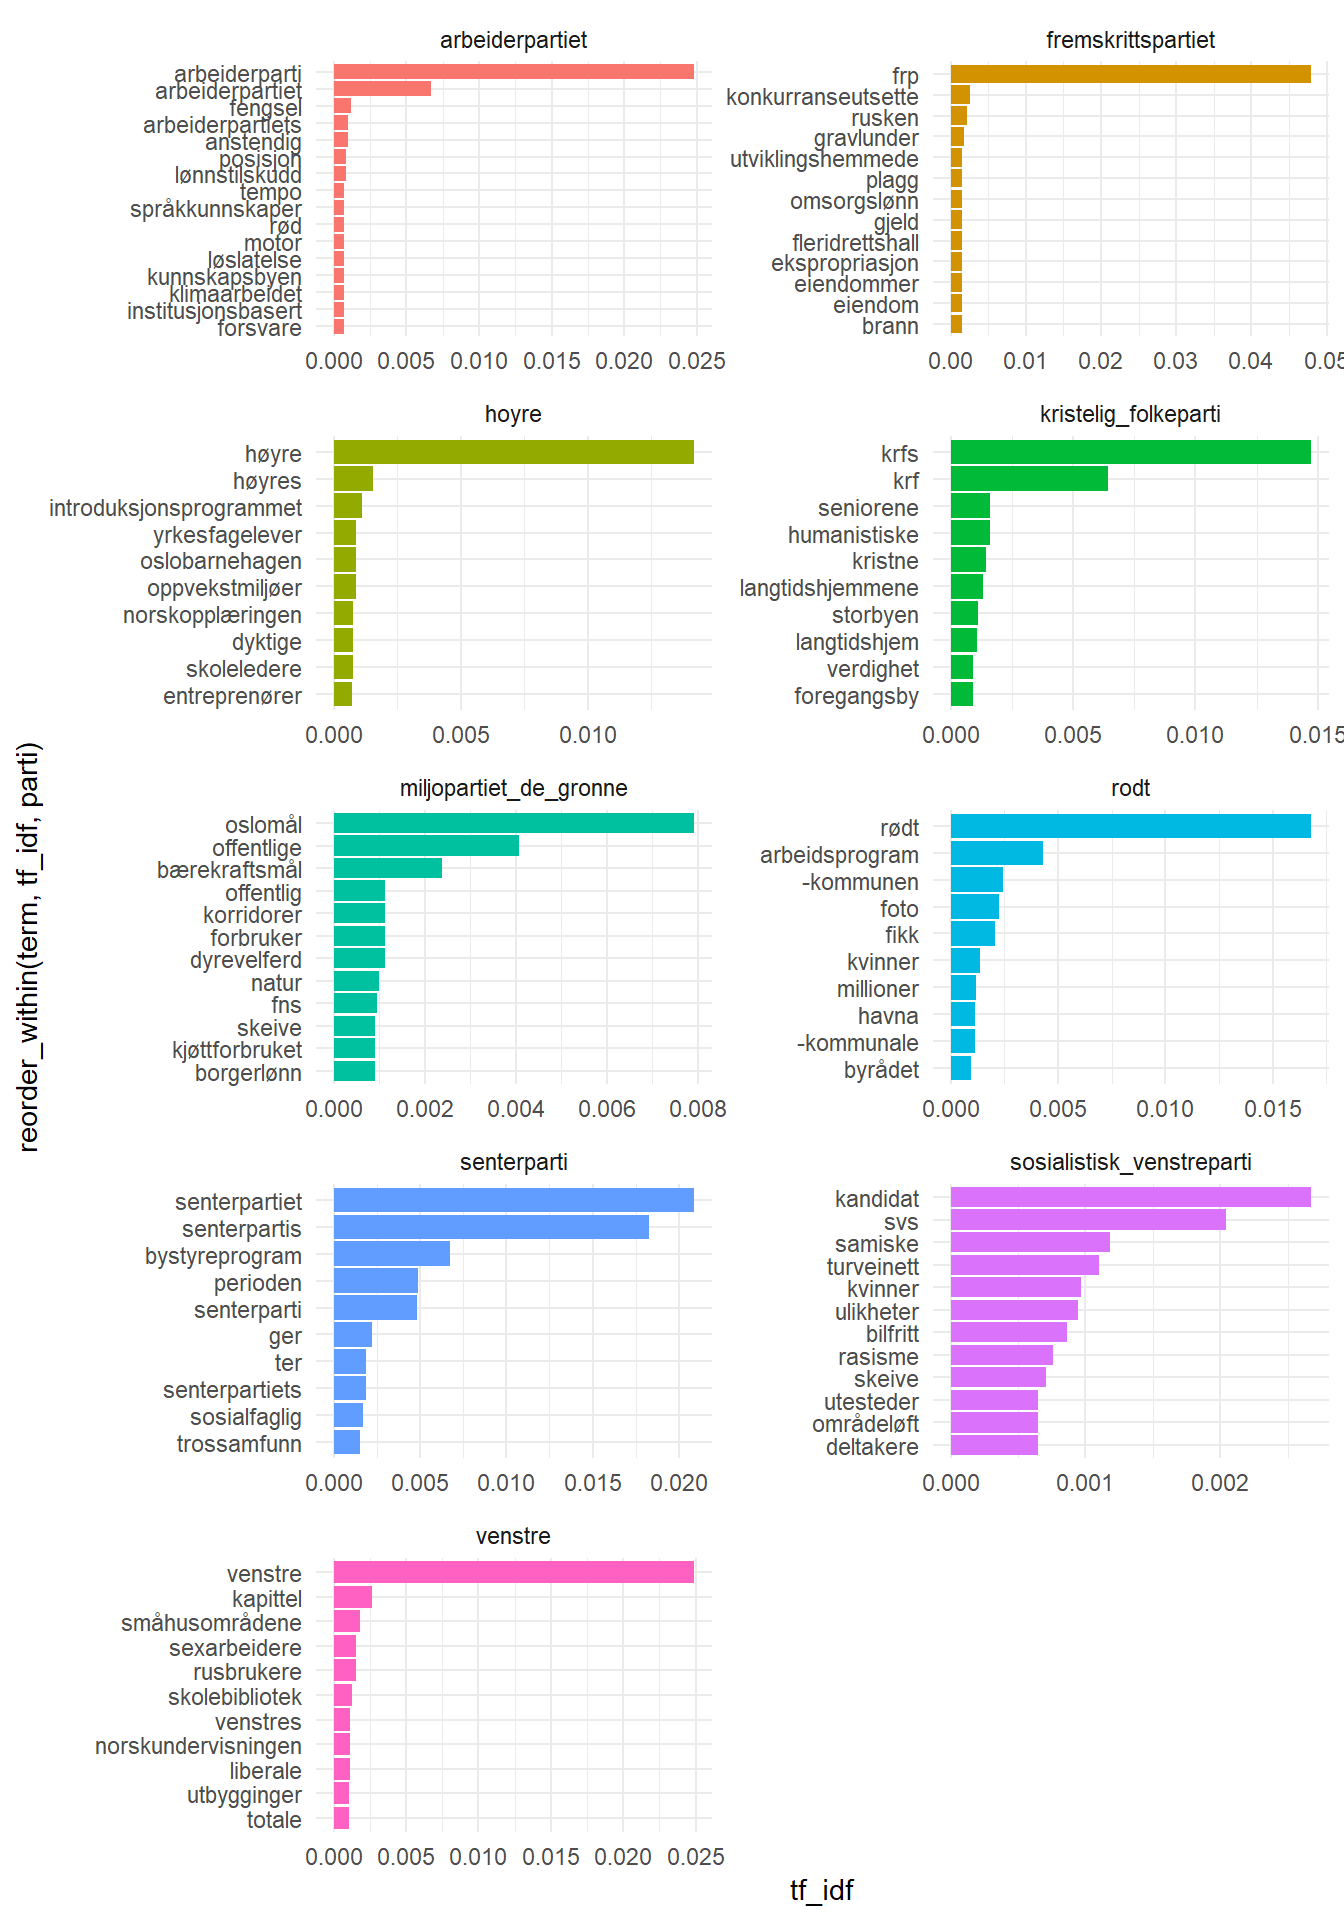 arbeiderpartiet
arbeiderparti
arbeiderpartiet
fengsel
arbeiderpartiets
anstendig
posisjon
lønnstilskudd
tempo
språkkunnskaper
rød
motor
løslatelse
kunnskapsbyen
klimaarbeidet
institusjonsbasert
forsvare
0.000 0.005 0.010 0.015 0.020 0.025
fremskrittspartiet
frp
konkurranseutsette
rusken
gravlunder
utviklingshemmede
plagg
omsorgslønn
gjeld
fleridrettshall
ekspropriasjon
eiendommer
eiendom
brann
0.00 0.01 0.02 0.03 0.04 0.05
hoyre
høyre
høyres
introduksjonsprogrammet
yrkesfagelever
oslobarnehagen
oppvekstmiljøer
norskopplæringen
dyktige
skoleledere
entreprenører
0.000 0.005 0.010
kristelig_folkeparti
krfs
krf
seniorene
humanistiske
kristne
langtidshjemmene
storbyen
langtidshjem
verdighet
foregangsby
0.000 0.005 0.010 0.015
miljopartiet_de_gronne
oslomål
offentlige
bærekraftsmål
offentlig
korridorer
forbruker
dyrevelferd
natur
fns
skeive
kjøttforbruket
borgerlønn
0.000 0.002 0.004 0.006 0.008
rodt
rødt
arbeidsprogram
-kommunen
foto
fikk
kvinner
millioner
havna
-kommunale
byrådet
0.000 0.005 0.010 0.015
senterparti
senterpartiet
senterpartis
bystyreprogram
perioden
senterparti
ger
ter
senterpartiets
sosialfaglig
trossamfunn
0.000 0.005 0.010 0.015 0.020
sosialistisk_venstreparti
kandidat
svs
samiske
turveinett
kvinner
ulikheter
bilfritt
rasisme
skeive
utesteder
områdeløft
deltakere
0.000 0.001 0.002
venstre
venstre
kapittel
småhusområdene
sexarbeidere
rusbrukere
skolebibliotek
venstres
norskundervisningen
liberale
utbygginger
totale
0.000 0.005 0.010 0.015 0.020 0.025
reorder_within(term, tf_idf, parti)
tf_idf